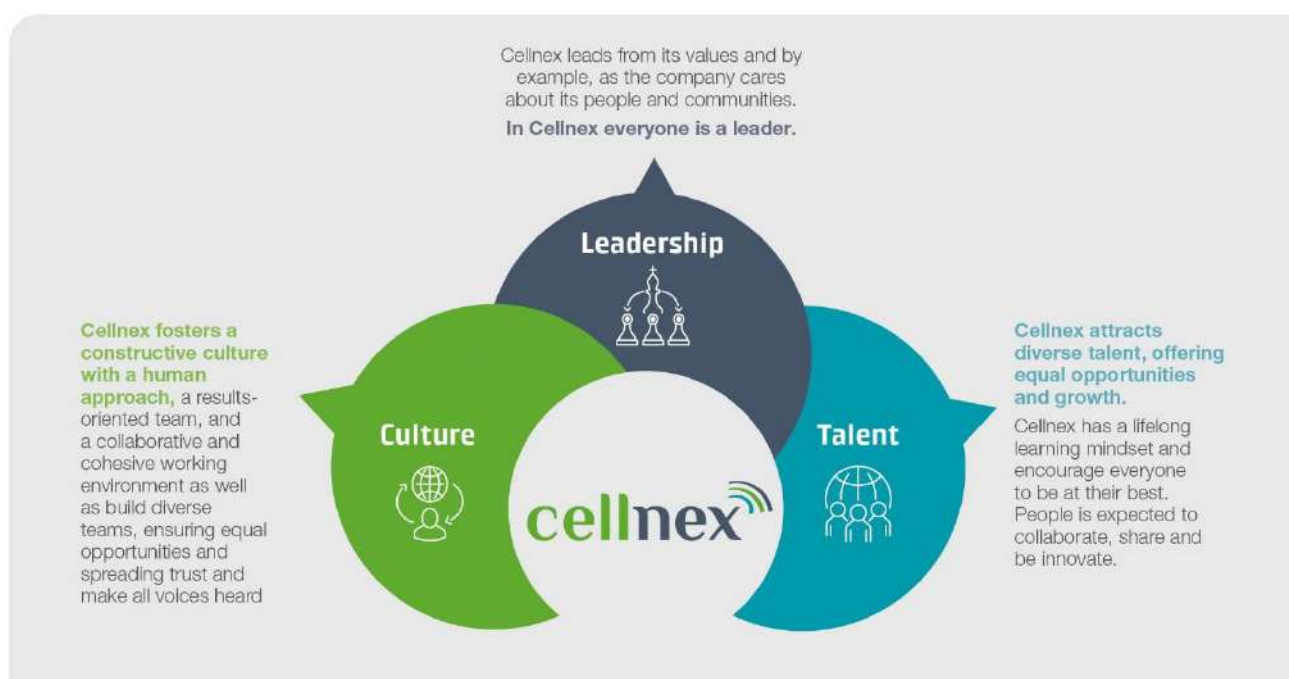 Cellnex leads from its values and by
example, as the company cares
about its people and communities.
In Cellnex everyone is a leader.
Leadership
Cellnex fosters a
constructive culture
with a human
approach, a results-
oriented team, and
a collaborative and
cohesive working
environment as well
as build diverse
teams, ensuring equal
opportunities and
spreading trust and
make all voices heard
Culture
cellnex
Talent
Cellnex attracts
diverse talent, offering
equal opportunities
and growth.
Cellnex has a lifelong
learning mindset and
encourage everyone
to be at their best.
People is expected to
collaborate, share and
be innovate.